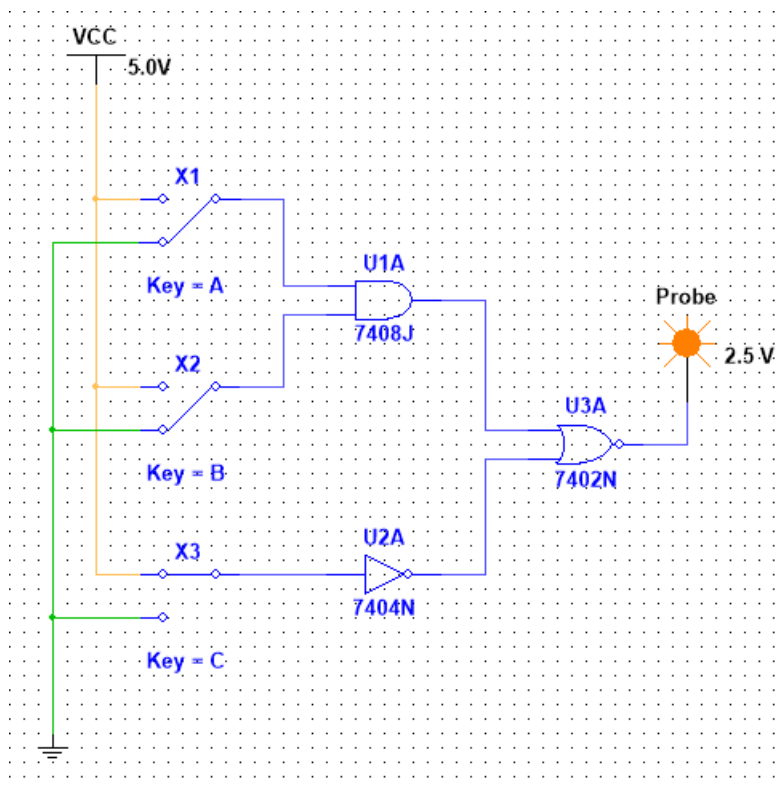 VCC
5.0V
X1
Key = A
U1A
7408J
Probe
2.5 V
X2
Key = B
U3A
7402N
X3
U2A
7404N
Key = C